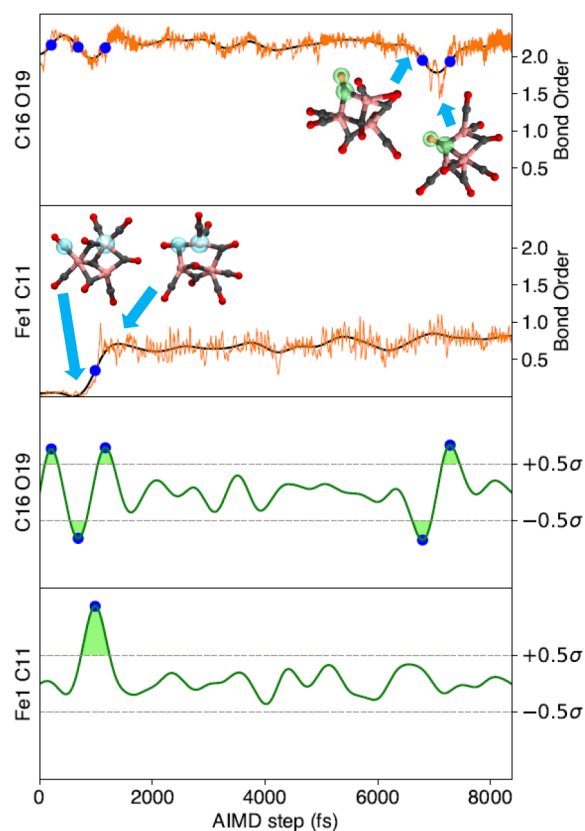 C16 O19
2.0
1.5
1.0
0.5
Bond Order
Fe1 C11
2.0
1.5
1.0
0.5
Bond Order
C16 O19
+0.5σ
−0.5σ
Fe1 C11
+0.5σ
−0.5σ
0 2000 4000 6000 8000
AIMD step (fs)